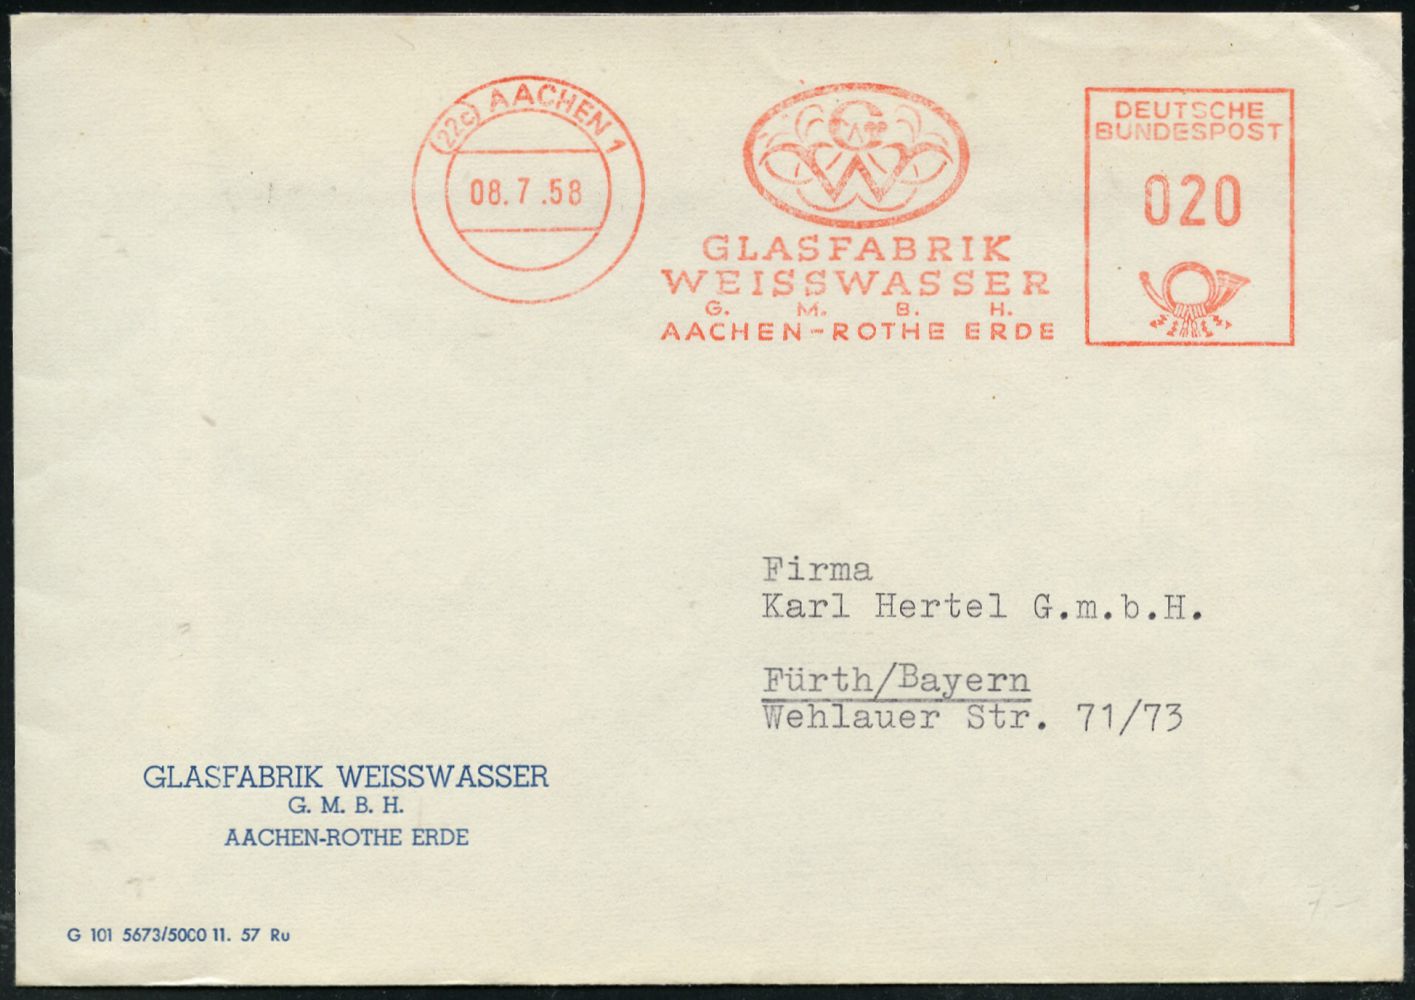 (22c) AACHEN 1
08.7.58
GLASFABRIK
WEISSWASSER
G. M. B. H.
AACHEN-ROTHE ERDE
DEUTSCHE
BUNDESPOST
020
Firma
Karl Hertel G.m.b.H.
Fürth/Bayern
Wehlauer Str. 71/73
GLASFABRIK WEISSWASSER
G. M. B. H.
AACHEN-ROTHE ERDE
G 101 5673/5000 11. 57 Ru